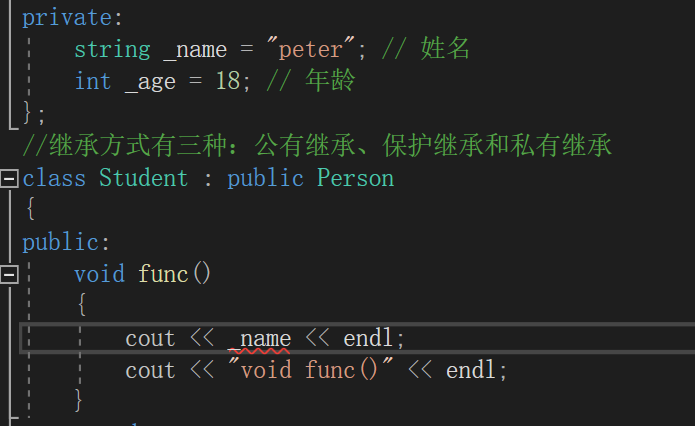 private:
string _name = "peter"; // 姓名
int _age = 18; // 年龄
};
//继承方式有三种：公有继承、保护继承和私有继承
class Student : public Person
{
public:
void func()
{
cout << _name << endl;
cout << "void func()" << endl;
}